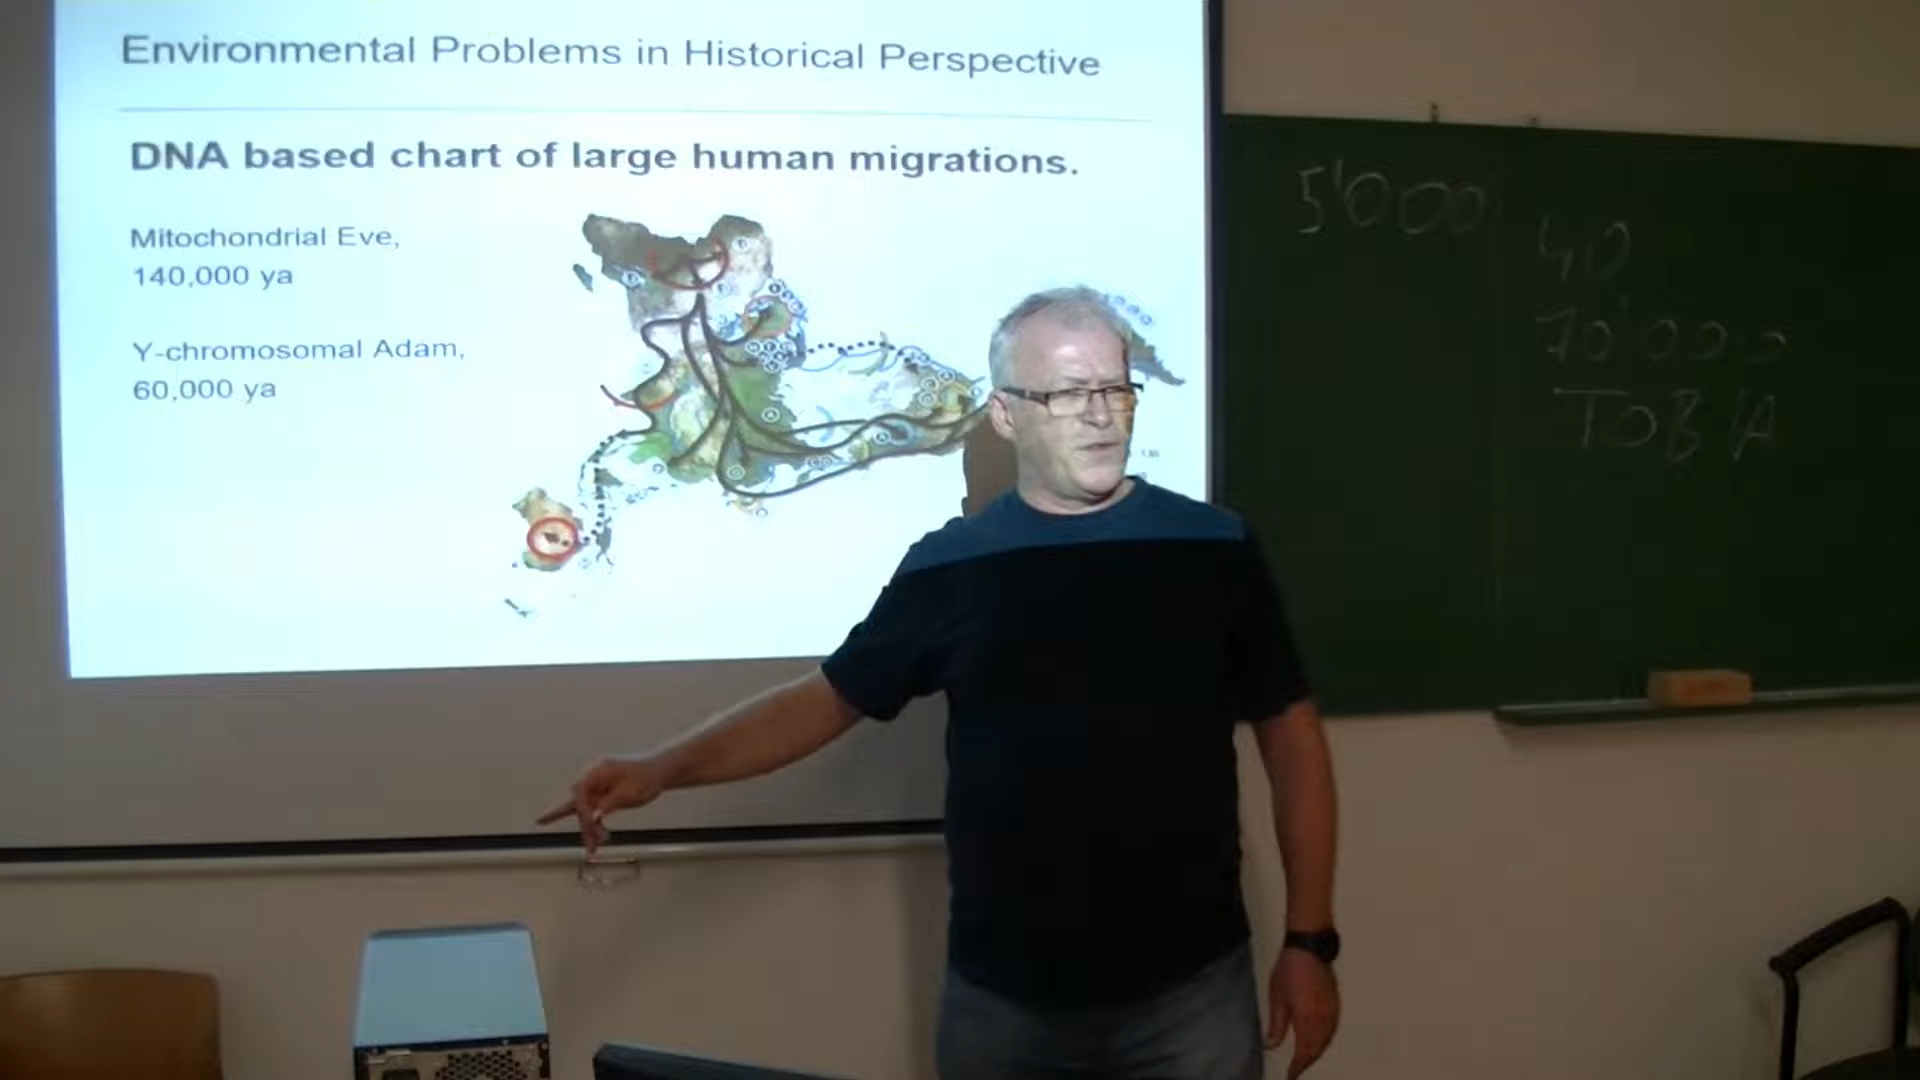 Environmental Problems in Historical Perspective
DNA based chart of large human migrations.
Mitochondrial Eve,
140,000 ya
Y-chromosomal Adam,
60,000 ya
5'000
40
70'000
TOBIA